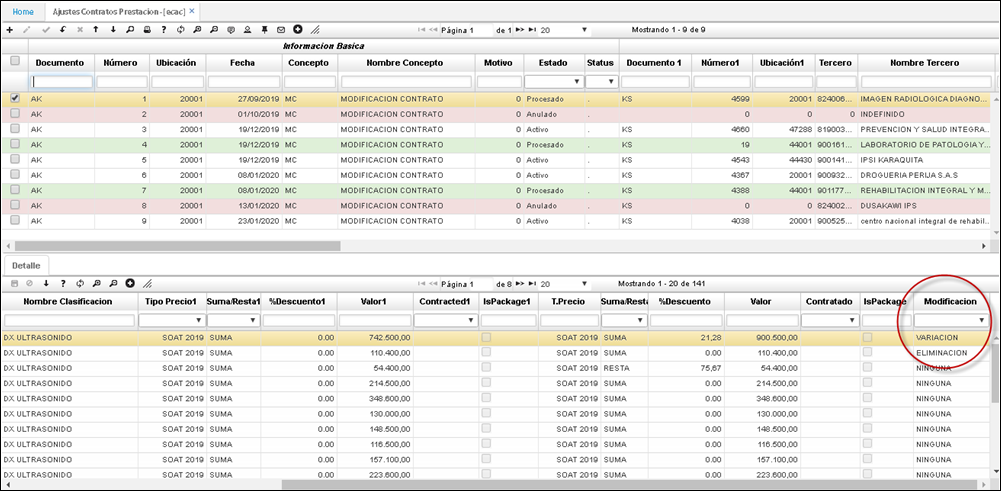 Home Ajustes Contratos Prestacion - [ecac] ×
Página 1 de 1 20 Mostrando 1 - 9 de 9
Informacion Basica
Documento Número Ubicación Fecha Concepto Nombre Concepto Motivo Estado Status Documento 1 Número1 Ubicación1 Tercero Nombre Tercero
AK 1 20001 27/09/2019 MC MODIFICACION CONTRATO 0 Procesado . KS 4599 20001 824006... IMAGEN RADIOLOGICA DIAGNO...
AK 2 20001 01/10/2019 MC MODIFICACION CONTRATO 0 Anulado . 0 0 0 INDEFINIDO
AK 3 20001 19/12/2019 MC MODIFICACION CONTRATO 0 Activo . KS 4660 47288 819003... PREVENCION Y SALUD INTEGRA...
AK 4 20001 19/12/2019 MC MODIFICACION CONTRATO 0 Procesado . KS 19 44001 900161... LABORATORIO DE PATOLOGIA Y...
AK 5 20001 19/12/2019 MC MODIFICACION CONTRATO 0 Activo . KS 4543 44430 900141... IPSI KARAQUITA
AK 6 20001 08/01/2020 MC MODIFICACION CONTRATO 0 Activo . KS 4367 20001 900932... DROGUERIA PERIJA S.A.S
AK 7 20001 08/01/2020 MC MODIFICACION CONTRATO 0 Procesado . KS 4388 44001 901177... REHABILITACION INTEGRAL Y M...
AK 8 20001 13/01/2020 MC MODIFICACION CONTRATO 0 Anulado . KS 0 0 824002... DUSAKAWI IPS
AK 9 20001 23/01/2020 MC MODIFICACION CONTRATO 0 Activo . KS 4038 20001 900525... centro nacional integral de rehabil...
Detalle
Página 1 de 8 20 Mostrando 1 - 20 de 141
Nombre Clasificacion Tipo Precio1 Suma/Resta1 %Descuento1 Valor1 Contracted1 IsPackage1 T.Precio Suma/Resta %Descuento Valor Contratado IsPackage Modificacion
DX ULTRASONIDO SOAT 2019 SUMA 0.00 742.500,00 SOAT 2019 SUMA 21,28 900.500,00 VARIACION
DX ULTRASONIDO SOAT 2019 SUMA 0.00 110.400,00 SOAT 2019 SUMA 0.00 110.400,00 ELIMINACION
DX ULTRASONIDO SOAT 2019 SUMA 0.00 54.400,00 SOAT 2019 RESTA 75,67 54.400,00 NINGUNA
DX ULTRASONIDO SOAT 2019 SUMA 0.00 214.500,00 SOAT 2019 SUMA 0.00 214.500,00 NINGUNA
DX ULTRASONIDO SOAT 2019 SUMA 0.00 348.600,00 SOAT 2019 SUMA 0.00 348.600,00 NINGUNA
DX ULTRASONIDO SOAT 2019 SUMA 0.00 130.000,00 SOAT 2019 SUMA 0.00 130.000,00 NINGUNA
DX ULTRASONIDO SOAT 2019 SUMA 0.00 148.500,00 SOAT 2019 SUMA 0.00 148.500,00 NINGUNA
DX ULTRASONIDO SOAT 2019 SUMA 0.00 116.500,00 SOAT 2019 SUMA 0.00 116.500,00 NINGUNA
DX ULTRASONIDO SOAT 2019 SUMA 0.00 157.100,00 SOAT 2019 SUMA 0.00 157.100,00 NINGUNA
DX ULTRASONIDO SOAT 2019 SUMA 0.00 223.600,00 SOAT 2019 SUMA 0.00 223.600,00 NINGUNA